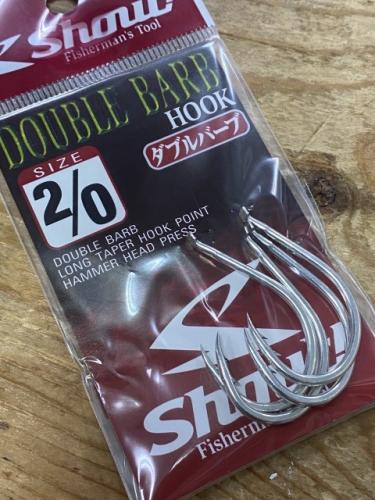 Shout!
Fisherman's Tool
DOUBLE BARB
HOOK
ダブルバーブ
SIZE
2/0
DOUBLE BARB
LONG TAPER HOOK POINT
HAMMER HEAD PRESS
Shout!
Fisherman's